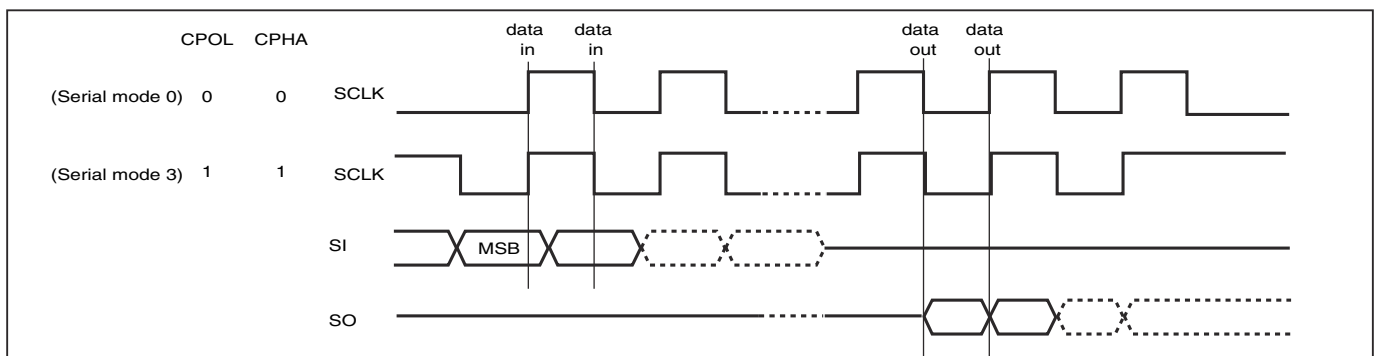 CPOL CPHA data in data in data out data out
(Serial mode 0) 0 0 SCLK
(Serial mode 3) 1 1 SCLK
SI MSB
SO